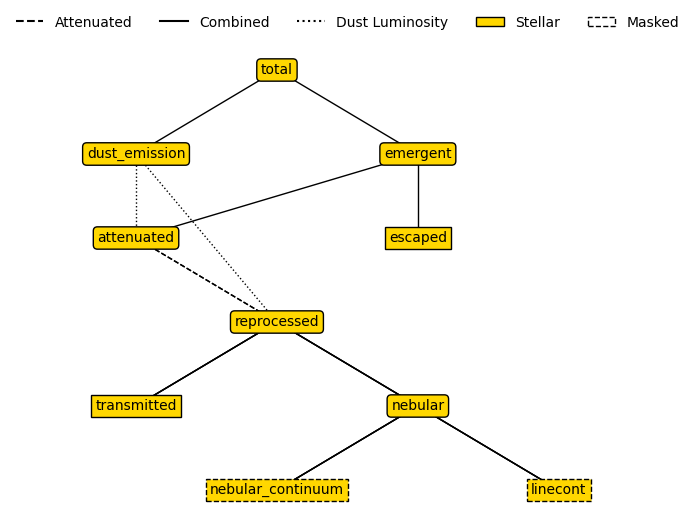 Attenuated Combined Dust Luminosity Stellar Masked
total
dust_emission emergent
attenuated escaped
reprocessed
transmitted nebular
nebular_continuum linecont